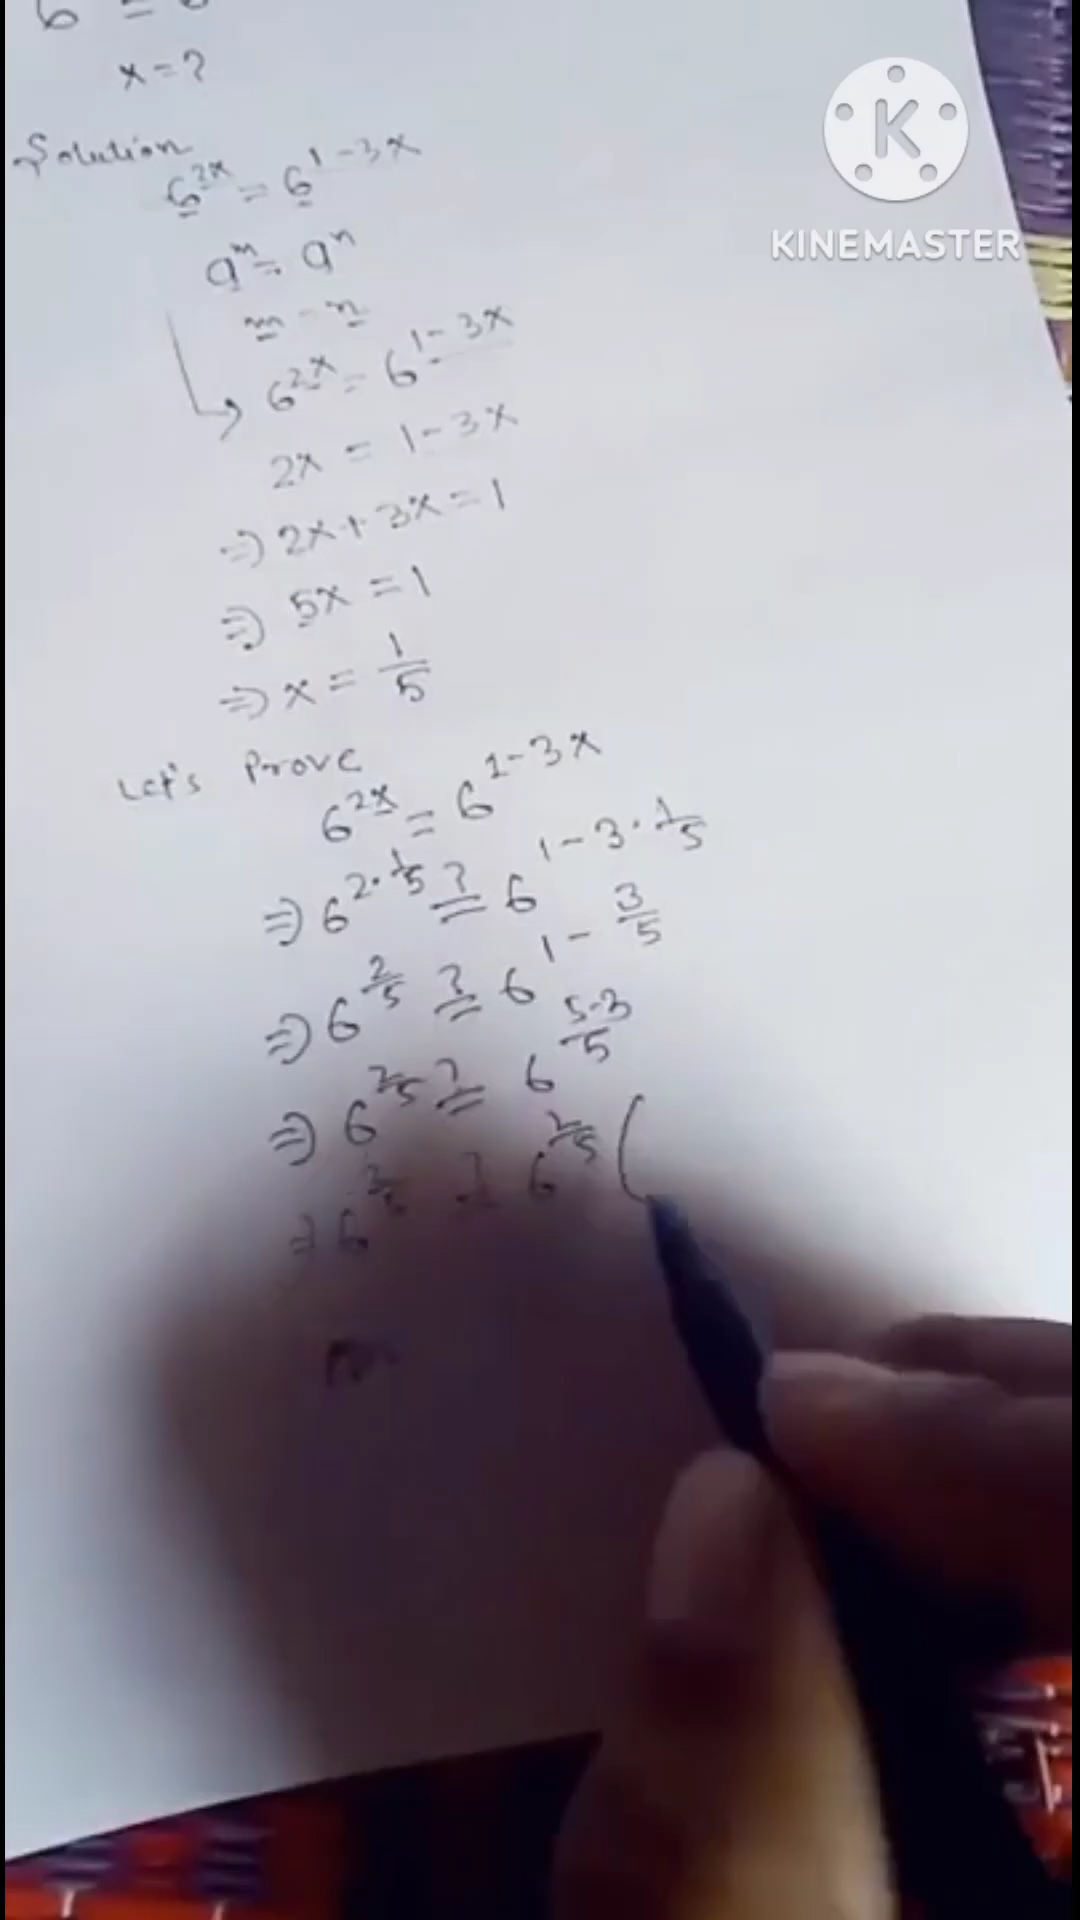 6 = 6
x = ?
Solution
6^2x = 6^1-3x
a^m = a^n
m = n
6^2x = 6^1-3x
2x = 1-3x
⇒ 2x+3x=1
⇒ 5x = 1
⇒ x = 1/5
Let's Prove
6^2x = 6^1-3x
⇒ 6^2·1/5 ≟ 6^1-3·1/5
⇒ 6^2/5 ≟ 6^1-3/5
⇒ 6^2/5 ≟ 6^5-3/5
⇒ 6^2/5 ≟ 6^2/5 (
K
KINEMASTER